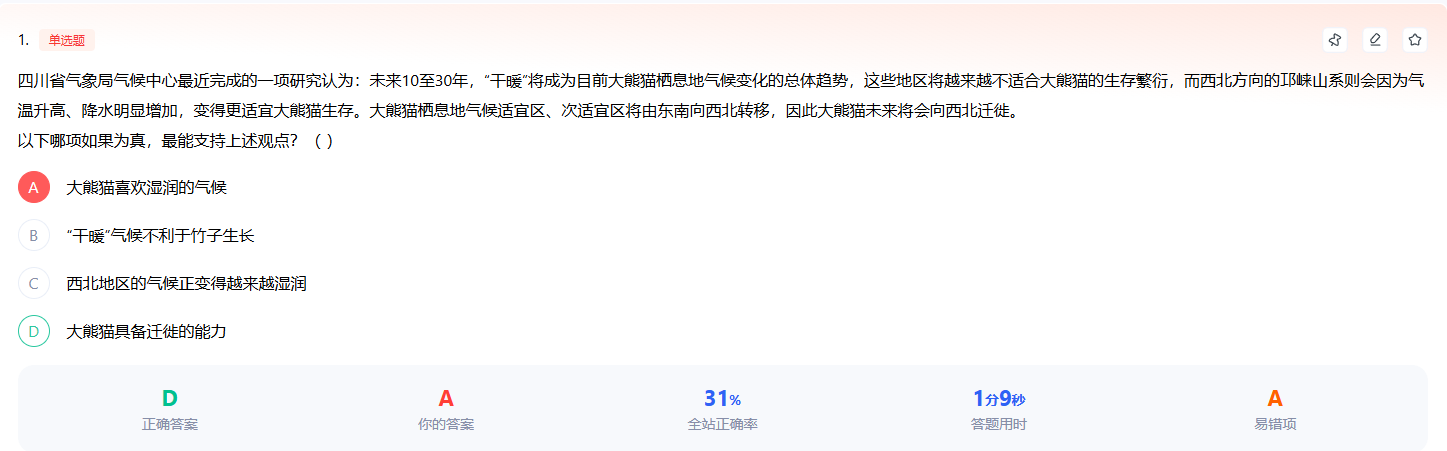 1. 单选题
四川省气象局气候中心最近完成的一项研究认为：未来10至30年，“干暖”将成为目前大熊猫栖息地气候变化的总体趋势，这些地区将越来越不适合大熊猫的生存繁衍，而西北方向的邛崃山系则会因为气
温升高、降水明显增加，变得更适宜大熊猫生存。大熊猫栖息地气候适宜区、次适宜区将由东南向西北转移，因此大熊猫未来将会向西北迁徙。
以下哪项如果为真，最能支持上述观点？（ ）
A 大熊猫喜欢湿润的气候
B “干暖”气候不利于竹子生长
C 西北地区的气候正变得越来越湿润
D 大熊猫具备迁徙的能力
D A 31% 1分9秒 A
正确答案 你的答案 全站正确率 答题用时 易错项